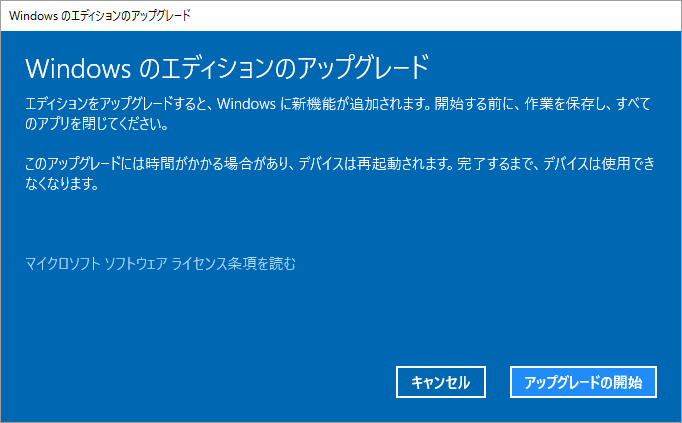 Windows のエディションのアップグレード
Windows のエディションのアップグレード
エディションをアップグレードすると、Windows に新機能が追加されます。開始する前に、作業を保存し、すべて
のアプリを閉じてください。
このアップグレードには時間がかかる場合があり、デバイスは再起動されます。完了するまで、デバイスは使用でき
なくなります。
マイクロソフト ソフトウェア ライセンス条項を読む
キャンセル
アップグレードの開始